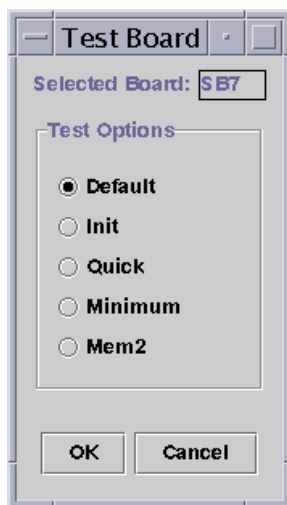 Test Board
Selected Board: SB7
Test Options
Default
Init
Quick
Minimum
Mem2
OK Cancel